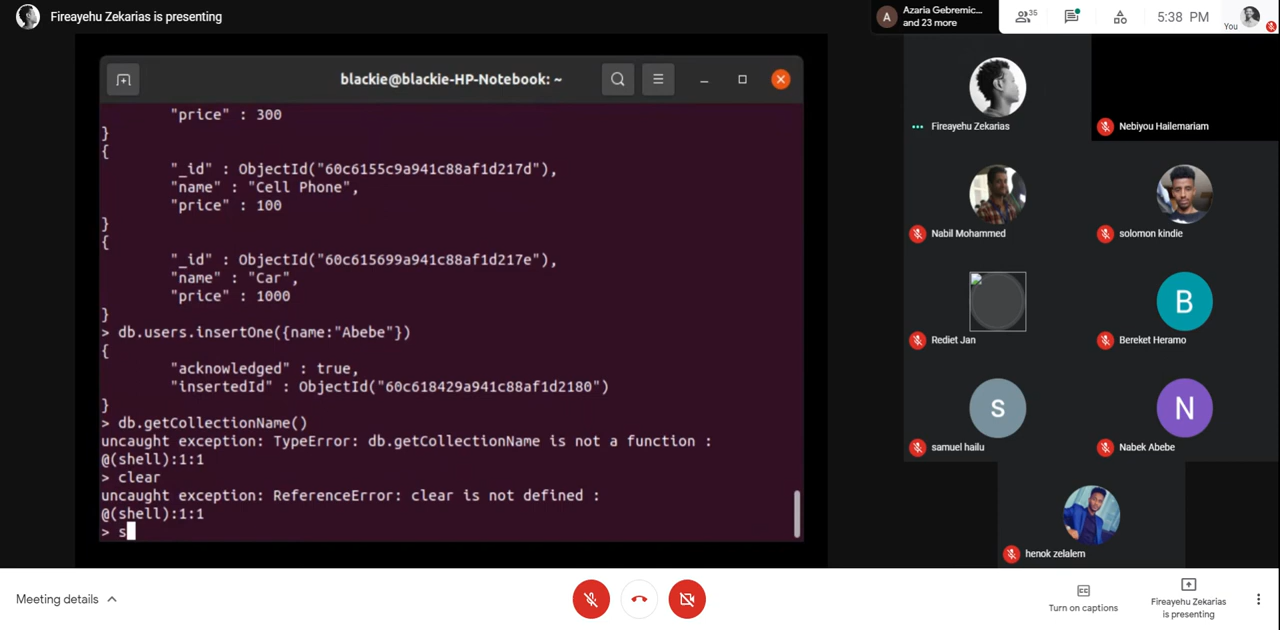 Fireayehu Zekarias is presenting
A
Azaria Gebremic...
and 23 more
35
5:38 PM
You
blackie@blackie-HP-Notebook: ~
"price" : 300
}
{
"_id" : ObjectId("60c6155c9a941c88af1d217d"),
"name" : "Cell Phone",
"price" : 100
}
{
"_id" : ObjectId("60c615699a941c88af1d217e"),
"name" : "Car",
"price" : 1000
}
> db.users.insertOne({name:"Abebe"})
{
"acknowledged" : true,
"insertedId" : ObjectId("60c618429a941c88af1d2180")
}
> db.getCollectionName()
uncaught exception: TypeError: db.getCollectionName is not a function :
@(shell):1:1
> clear
uncaught exception: ReferenceError: clear is not defined :
@(shell):1:1
> s
Fireayehu Zekarias
Nebiyou Hailemariam
Nabil Mohammed
solomon kindie
Rediet Jan
B
Bereket Heramo
s
samuel hailu
N
Nabek Abebe
henok zelalem
Meeting details
CC
Turn on captions
Fireayehu Zekarias
is presenting